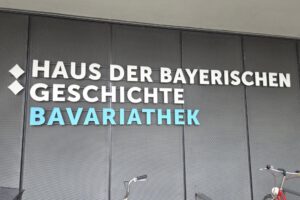 HAUS DER BAYERISCHEN
GESCHICHTE
BAVARIATHEK